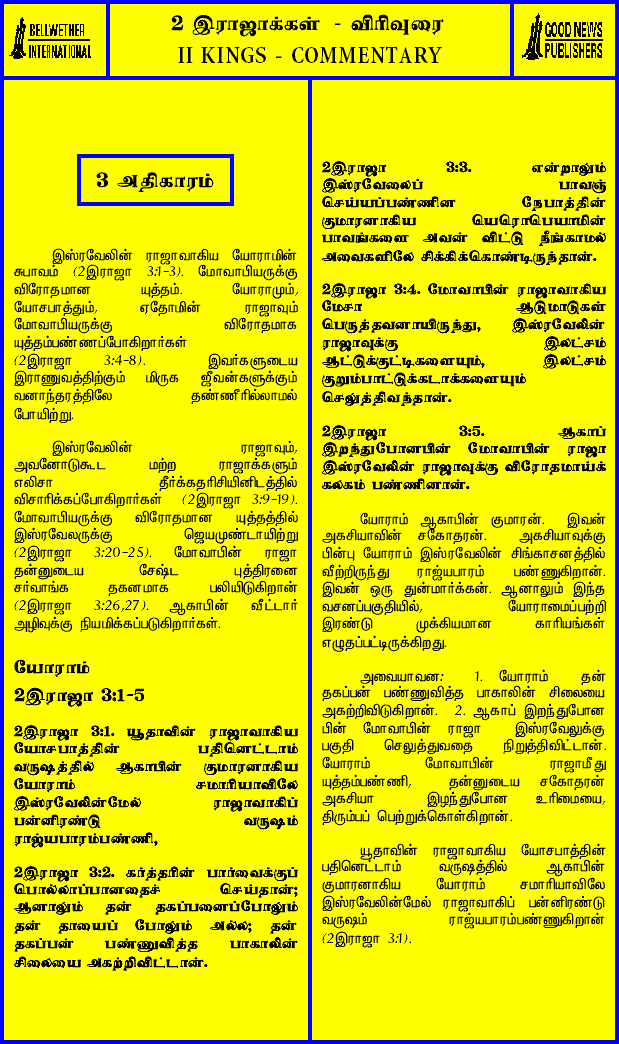 BELLWETHER
INTERNATIONAL
2 இராஜாக்கள் - விரிவுரை
II KINGS - COMMENTARY
GOOD NEWS
PUBLISHERS
3 அதிகாரம்
இஸ்ரவேலின் ராஜாவாகிய யோராமின்
சுபாவம் (2இராஜா 3:1-3). மோவாபியருக்கு
விரோதமான யுத்தம். யோராமும்,
யோசபாத்தும், ஏதோமின் ராஜாவும்
மோவாபியருக்கு விரோதமாக
யுத்தம்பண்ணப்போகிறார்கள்
(2இராஜா 3:4-8). இவர்களுடைய
இராணுவத்திற்கும் மிருக ஜீவன்களுக்கும்
வனாந்தரத்திலே தண்ணீரில்லாமல்
போயிற்று.
இஸ்ரவேலின் ராஜாவும்,
அவனோடுகூட மற்ற ராஜாக்களும்
எலிசா தீர்க்கதரிசியினிடத்தில்
விசாரிக்கப்போகிறார்கள் (2இராஜா 3:9-19).
மோவாபியருக்கு விரோதமான யுத்தத்தில்
இஸ்ரவேலருக்கு ஜெயமுண்டாயிற்று
(2இராஜா 3:20-25). மோவாபின் ராஜா
தன்னுடைய சேஷ்ட புத்திரனை
சர்வாங்க தகனமாக பலியிடுகிறான்
(2இராஜா 3:26,27). ஆகாபின் வீட்டார்
அழிவுக்கு நியமிக்கப்படுகிறார்கள்.
யோராம்
2இராஜா 3:1-5
2இராஜா 3:1. யூதாவின் ராஜாவாகிய
யோசபாத்தின் பதினெட்டாம்
வருஷத்தில் ஆகாபின் குமாரனாகிய
யோராம் சமாரியாவிலே
இஸ்ரவேலின்மேல் ராஜாவாகிப்
பன்னிரண்டு வருஷம்
ராஜ்யபாரம்பண்ணி,
2இராஜா 3:2. கர்த்தரின் பார்வைக்குப்
பொல்லாப்பானதைச் செய்தான்;
ஆனாலும் தன் தகப்பனைப்போலும்
தன் தாயைப் போலும் அல்ல; தன்
தகப்பன் பண்ணுவித்த பாகாலின்
சிலையை அகற்றிவிட்டான்.
2இராஜா 3:3. என்றாலும்
இஸ்ரவேலைப் பாவஞ்
செய்யப்பண்ணின நேபாத்தின்
குமாரனாகிய யெரொபெயாமின்
பாவங்களை அவன் விட்டு நீங்காமல்
அவைகளிலே சிக்கிக்கொண்டிருந்தான்.
2இராஜா 3:4. மோவாபின் ராஜாவாகிய
மேசா ஆடுமாடுகள்
பெருத்தவனாயிருந்து, இஸ்ரவேலின்
ராஜாவுக்கு இலட்சம்
ஆட்டுக்குட்டிகளையும், இலட்சம்
குறும்பாட்டுக்கடாக்களையும்
செலுத்திவந்தான்.
2இராஜா 3:5. ஆகாப்
இறந்துபோனபின் மோவாபின் ராஜா
இஸ்ரவேலின் ராஜாவுக்கு விரோதமாய்க்
கலகம் பண்ணினான்.
யோராம் ஆகாபின் குமாரன். இவன்
அகசியாவின் சகோதரன். அகசியாவுக்கு
பின்பு யோராம் இஸ்ரவேலின் சிங்காசனத்தில்
வீற்றிருந்து ராஜ்யபாரம் பண்ணுகிறான்.
இவன் ஒரு துன்மார்க்கன். ஆனாலும் இந்த
வசனப்பகுதியில், யோராமைப்பற்றி
இரண்டு முக்கியமான காரியங்கள்
எழுதப்பட்டிருக்கிறது.
அவையாவன: 1. யோராம் தன்
தகப்பன் பண்ணுவித்த பாகாலின் சிலையை
அகற்றிவிடுகிறான். 2. ஆகாப் இறந்துபோன
பின் மோவாபின் ராஜா இஸ்ரவேலுக்கு
பகுதி செலுத்துவதை நிறுத்திவிட்டான்.
யோராம் மோவாபின் ராஜாமீது
யுத்தம்பண்ணி, தன்னுடைய சகோதரன்
அகசியா இழந்துபோன உரிமையை,
திரும்பப் பெற்றுக்கொள்கிறான்.
யூதாவின் ராஜாவாகிய யோசபாத்தின்
பதினெட்டாம் வருஷத்தில் ஆகாபின்
குமாரனாகிய யோராம் சமாரியாவிலே
இஸ்ரவேலின்மேல் ராஜாவாகிப் பன்னிரண்டு
வருஷம் ராஜ்யபாரம்பண்ணுகிறான்
(2இராஜா 3:1).